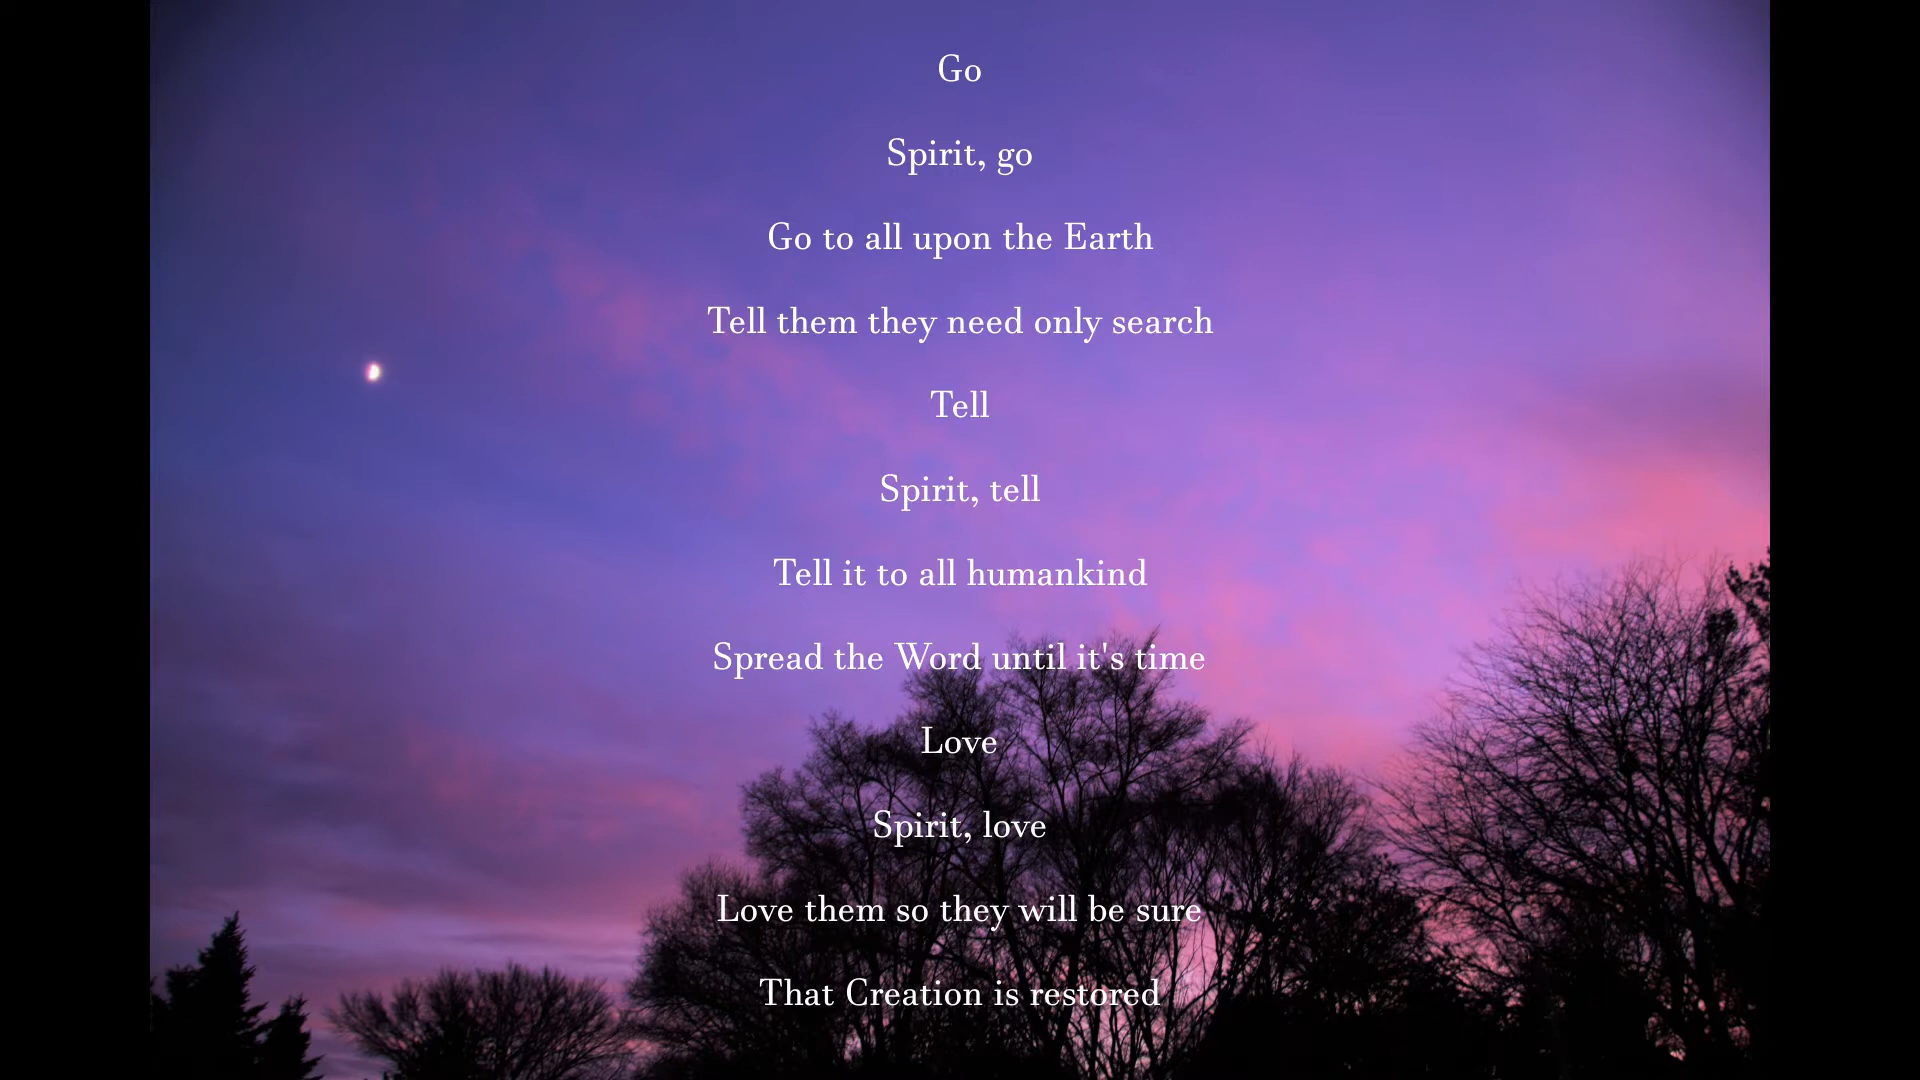 Go
Spirit, go
Go to all upon the Earth
Tell them they need only search
Tell
Spirit, tell
Tell it to all humankind
Spread the Word until it's time
Love
Spirit, love
Love them so they will be sure
That Creation is restored